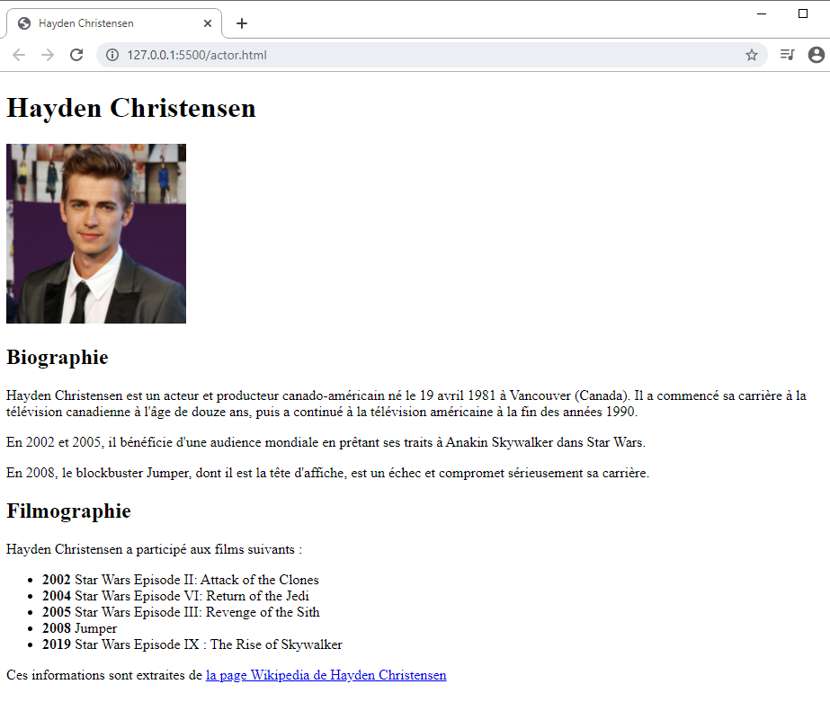 Hayden Christensen
127.0.0.1:5500/actor.html
Hayden Christensen
Biographie
Hayden Christensen est un acteur et producteur canado-américain né le 19 avril 1981 à Vancouver (Canada). Il a commencé sa carrière à la
télévision canadienne à l'âge de douze ans, puis a continué à la télévision américaine à la fin des années 1990.
En 2002 et 2005, il bénéficie d'une audience mondiale en prêtant ses traits à Anakin Skywalker dans Star Wars.
En 2008, le blockbuster Jumper, dont il est la tête d'affiche, est un échec et compromet sérieusement sa carrière.
Filmographie
Hayden Christensen a participé aux films suivants :
• 2002 Star Wars Episode II: Attack of the Clones
• 2004 Star Wars Episode VI: Return of the Jedi
• 2005 Star Wars Episode III: Revenge of the Sith
• 2008 Jumper
• 2019 Star Wars Episode IX : The Rise of Skywalker
Ces informations sont extraites de la page Wikipedia de Hayden Christensen